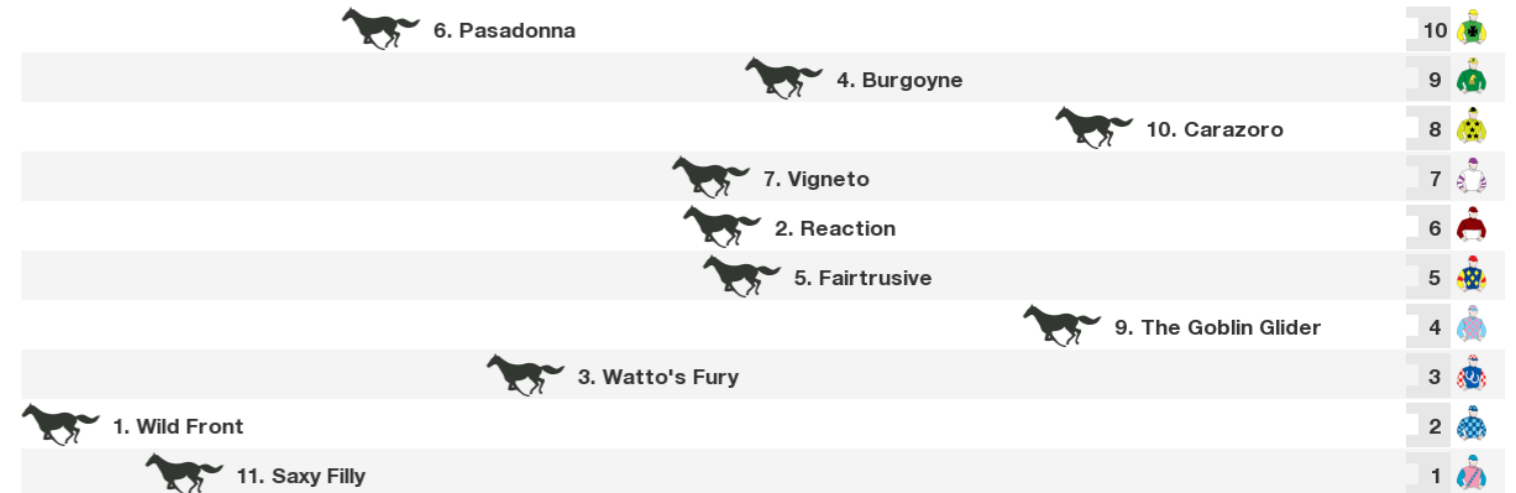 6. Pasadonna 10
4. Burgoyne 9
10. Carazoro 8
7. Vigneto 7
2. Reaction 6
5. Fairtrusive 5
9. The Goblin Glider 4
3. Watto's Fury 3
1. Wild Front 2
11. Saxy Filly 1